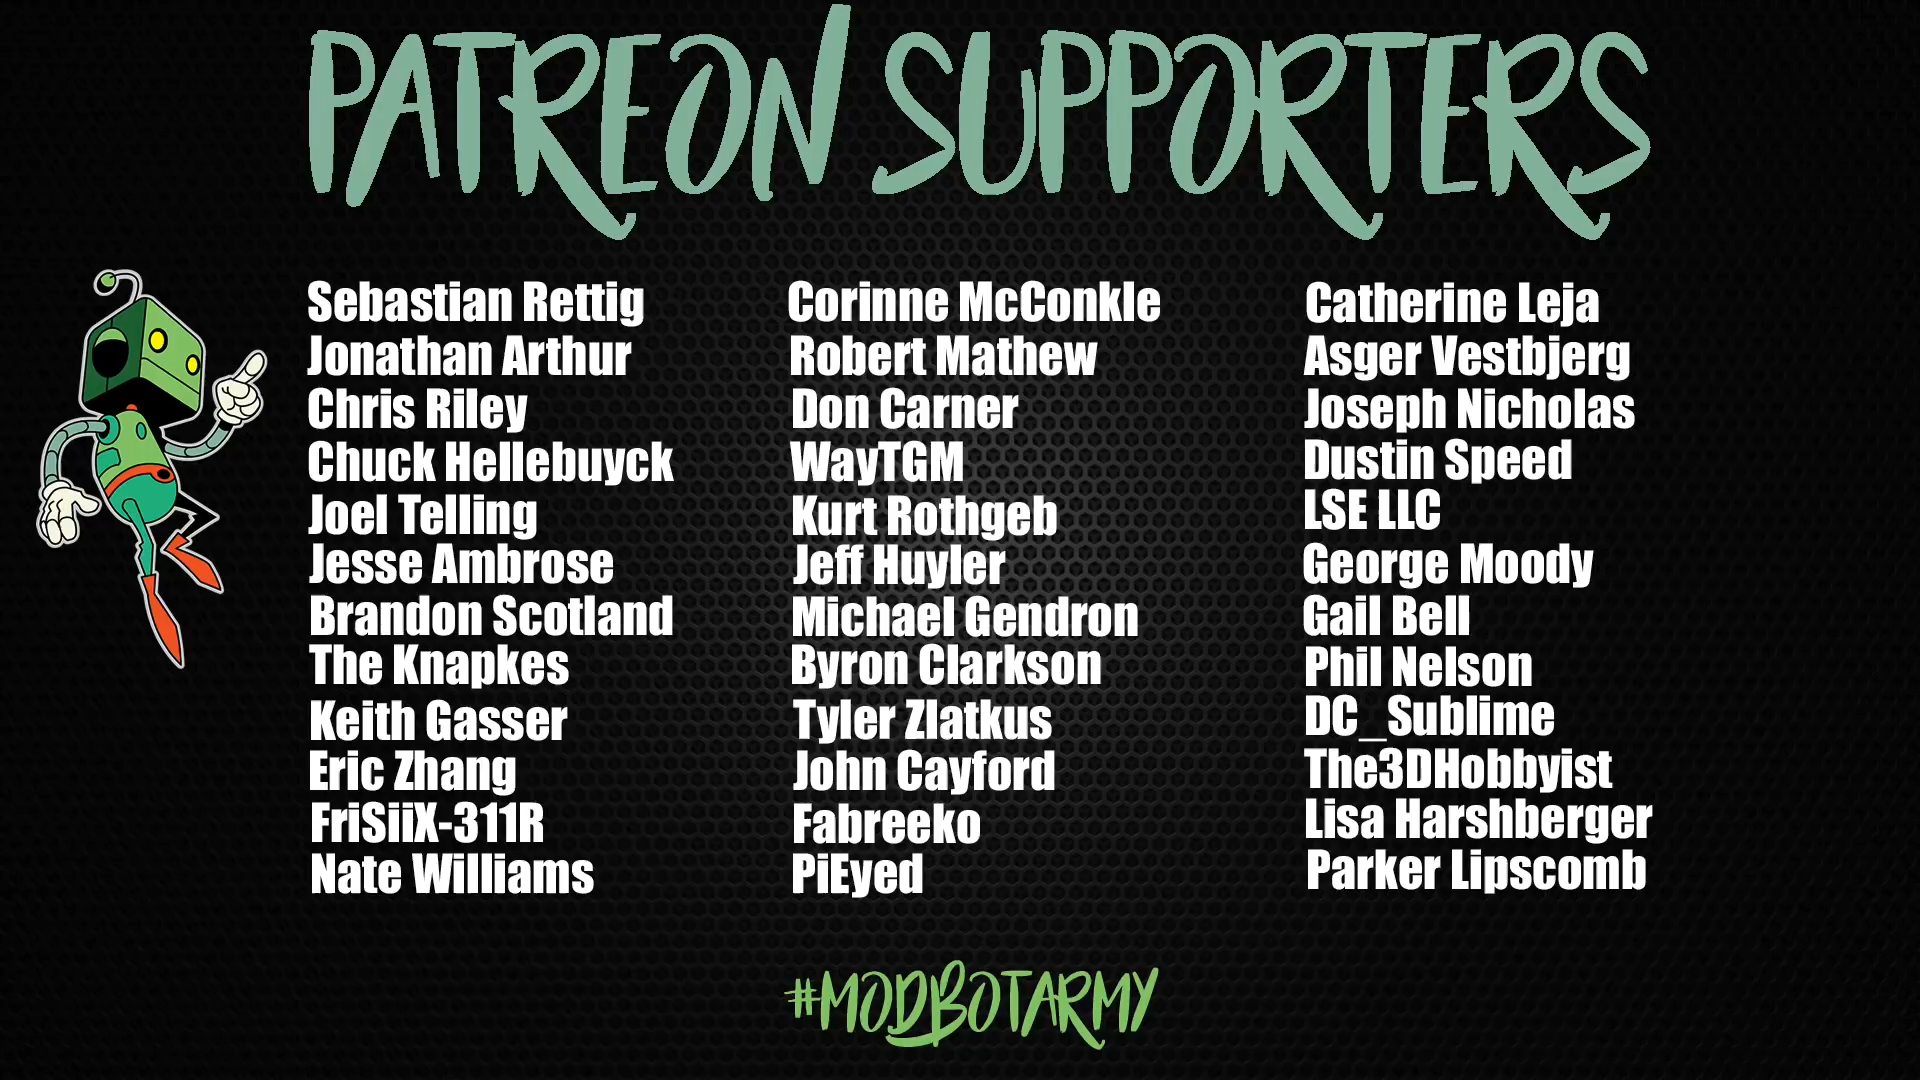 PATREON SUPPORTERS
Sebastian Rettig
Jonathan Arthur
Chris Riley
Chuck Hellebuyck
Joel Telling
Jesse Ambrose
Brandon Scotland
The Knapkes
Keith Gasser
Eric Zhang
FriSiiX-311R
Nate Williams
Corinne McConkle
Robert Mathew
Don Carner
WayTGM
Kurt Rothgeb
Jeff Huyler
Michael Gendron
Byron Clarkson
Tyler Zlatkus
John Cayford
Fabreeko
PiEyed
Catherine Leja
Asger Vestbjerg
Joseph Nicholas
Dustin Speed
LSE LLC
George Moody
Gail Bell
Phil Nelson
DC_Sublime
The3DHobbyist
Lisa Harshberger
Parker Lipscomb
#MODBOTARMY